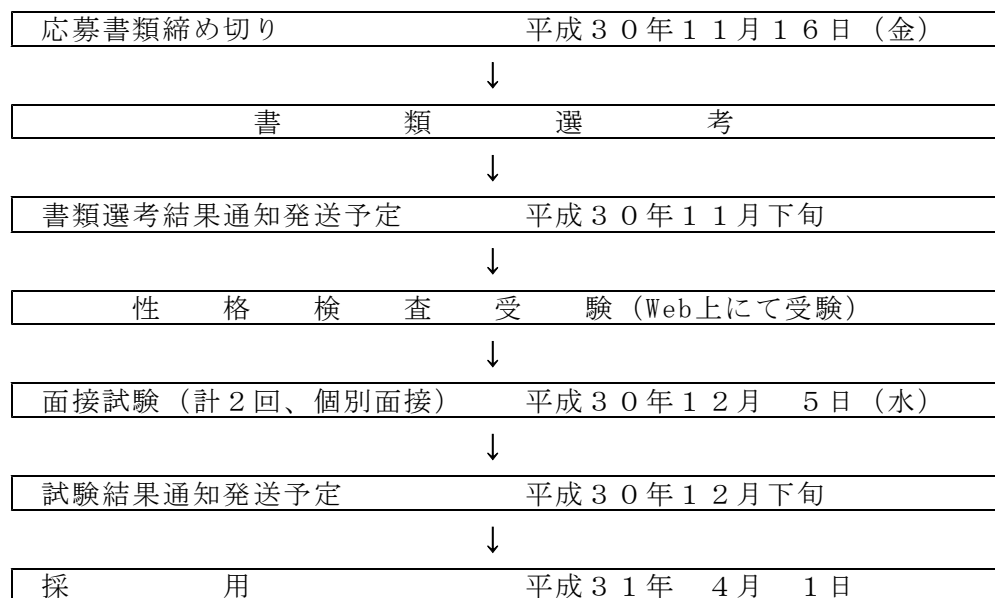 応募書類締め切り　　　　　　　　平成３０年１１月１６日（金）
↓
書　　　　類　　　　選　　　　考
↓
書類選考結果通知発送予定　　　　平成３０年１１月下旬
↓
性　　格　　検　　査　　受　　験（Web上にて受験）
↓
面接試験（計２回、個別面接）　　平成３０年１２月　５日（水）
↓
試験結果通知発送予定　　　　　　平成３０年１２月下旬
↓
採　　　　　用　　　　　　　　　平成３１年　４月　１日